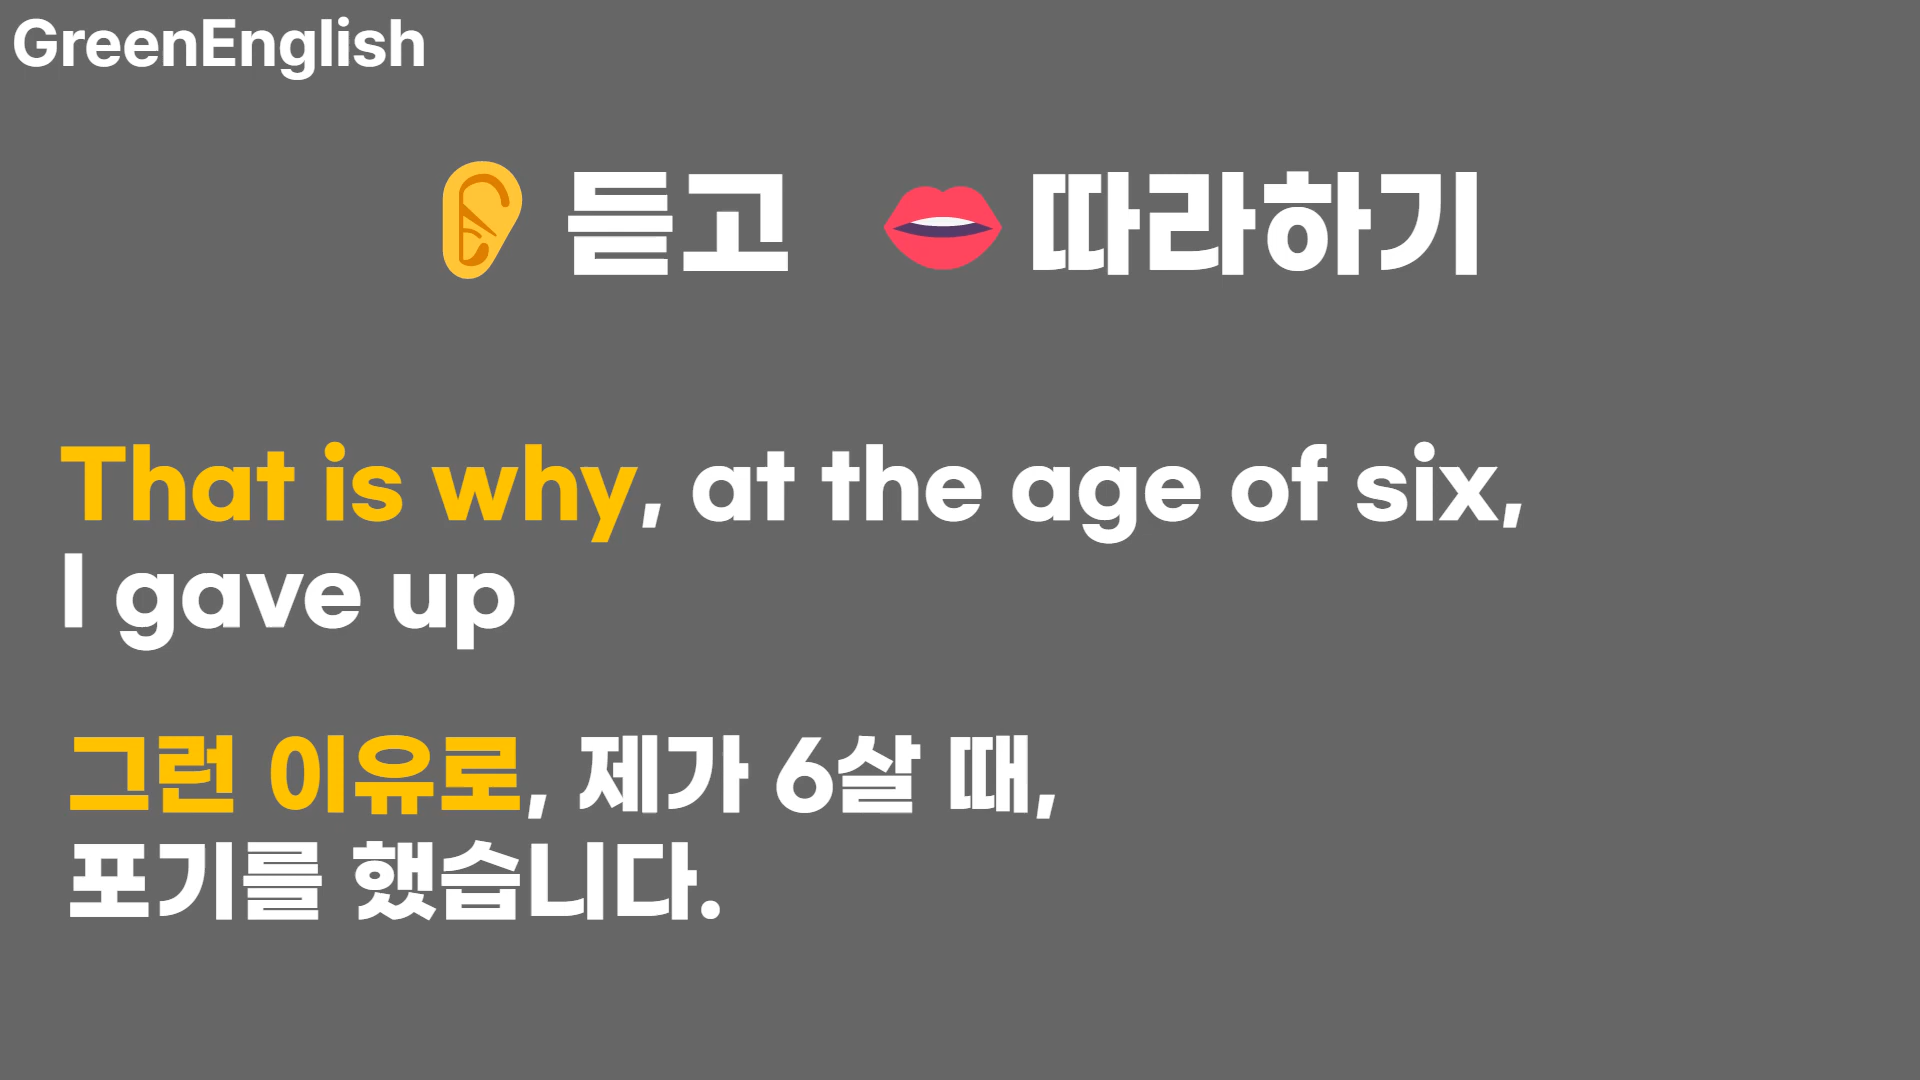 GreenEnglish
듣고 따라하기
That is why, at the age of six,
I gave up
그런 이유로, 제가 6살 때,
포기를 했습니다.